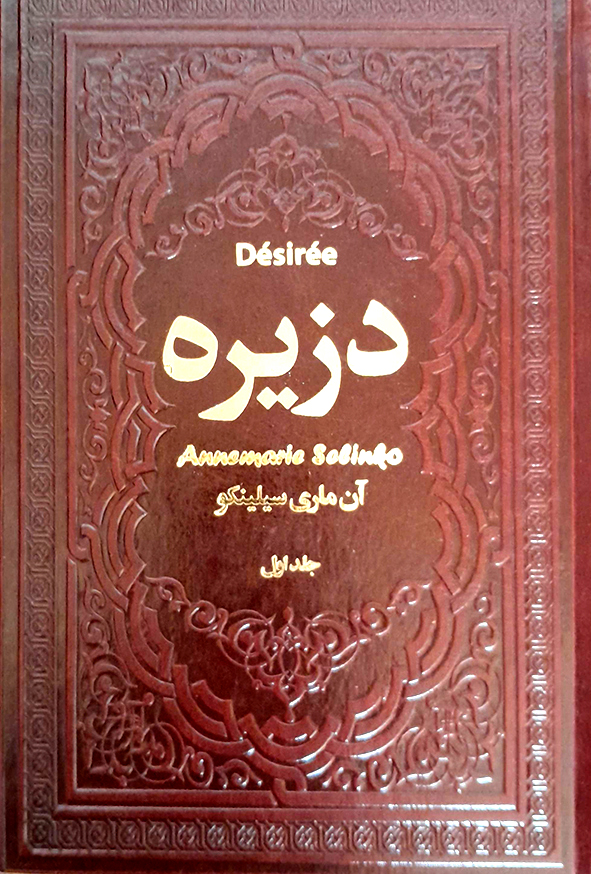 Désirée
دزیره
Annemarie Selinko
آن ماری سیلینکو
جلد اول